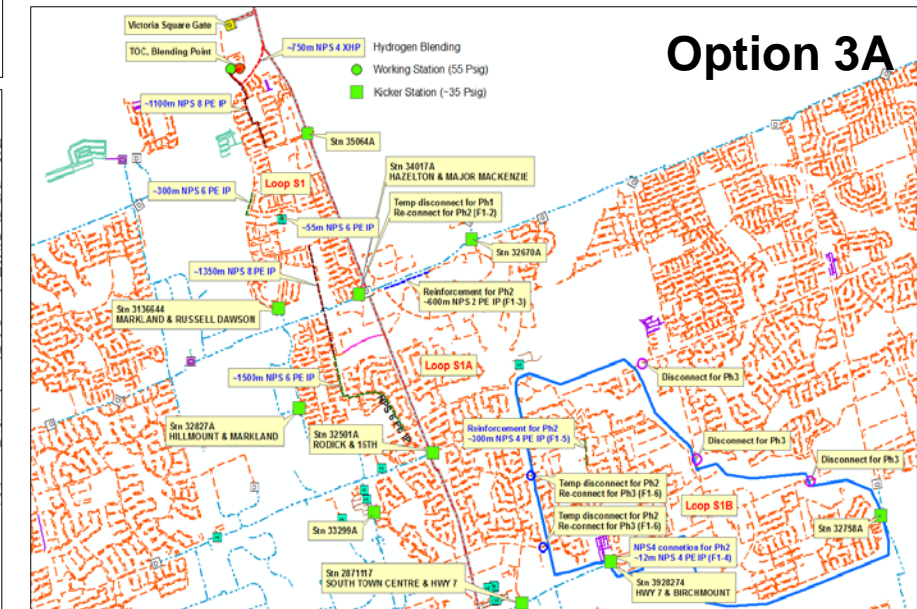 Option 3A
Victoria Square Gate
TOC, Blending Point
~750m NPS 4 XHP
Hydrogen Blending
Working Station (55 Psig)
Kicker Station (~35 Psig)
~1100m NPS 8 PE IP
Stn 35064A
Stn 34017A
HAZELTON & MAJOR MACKENZIE
Loop S1
~300m NPS 6 PE IP
Temp disconnect for Ph1
Re-connect for Ph2 (F1-2)
~55m NPS 6 PE IP
Stn 32670A
~1350m NPS 8 PE IP
Reinforcement for Ph2
~600m NPS 2 PE IP (F1-3)
Stn 3136644
MARKLAND & RUSSELL DAWSON
Loop S1A
~1500m NPS 6 PE IP
Disconnect for Ph3
NPS 6 PE IP
Stn 32827A
HILLMOUNT & MARKLAND
Stn 32501A
RODICK & 16TH
Reinforcement for Ph2
~300m NPS 4 PE IP (F1-5)
Disconnect for Ph3
Disconnect for Ph3
Temp disconnect for Ph2
Re-connect for Ph3 (F1-6)
Loop S1B
Temp disconnect for Ph2
Re-connect for Ph3 (F1-6)
Stn 33299A
Stn 32758A
NPS4 connetion for Ph2
~12m NPS 4 PE IP (F1-4)
Stn 2871117
SOUTH TOWN CENTRE & HWY 7
Stn 3928274
HWY 7 & BIRCHMOUNT